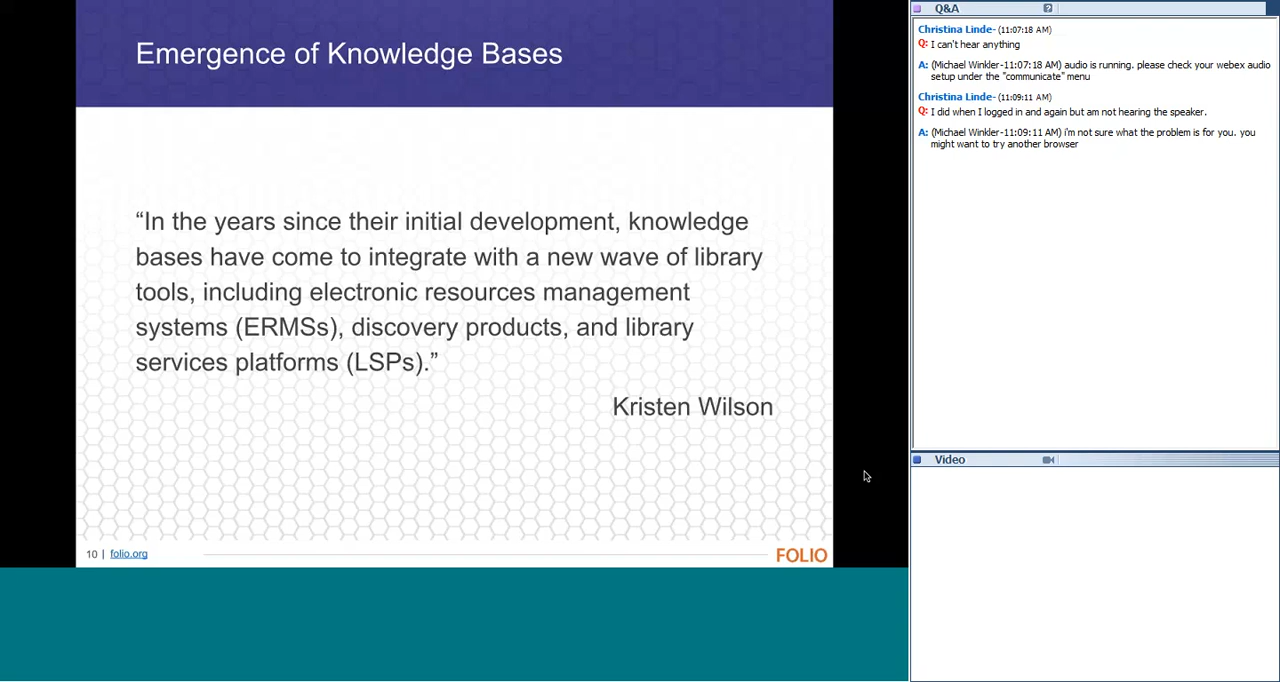 Emergence of Knowledge Bases
“In the years since their initial development, knowledge
bases have come to integrate with a new wave of library
tools, including electronic resources management
systems (ERMSs), discovery products, and library
services platforms (LSPs).”
Kristen Wilson
10 | folio.org
FOLIO
Q&A
Christina Linde- (11:07:18 AM)
Q: I can't hear anything
A: (Michael Winkler-11:07:18 AM) audio is running. please check your webex audio
setup under the "communicate" menu
Christina Linde- (11:09:11 AM)
Q: I did when I logged in and again but am not hearing the speaker.
A: (Michael Winkler-11:09:11 AM) i'm not sure what the problem is for you. you
might want to try another browser
Video